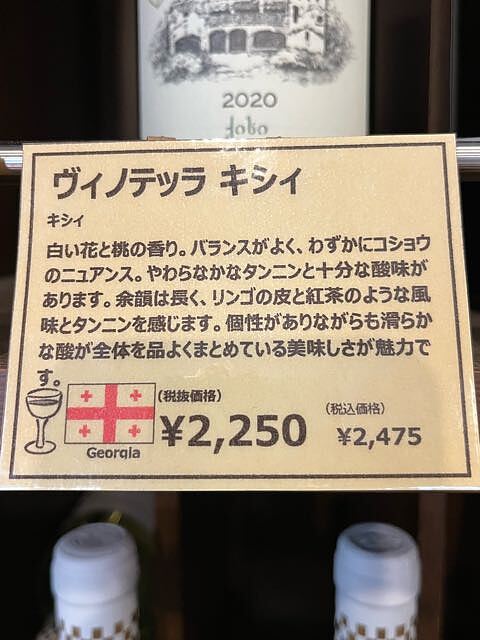 2020
ヴィノテッラ キシィ
キシィ
白い花と桃の香り。バランスがよく、わずかにコショウ
のニュアンス。やわらなかなタンニンと十分な酸味が
あります。余韻は長く、リンゴの皮と紅茶のような風
味とタンニンを感じます。個性がありながらも滑らか
な酸が全体を品よくまとめている美味しさが魅力で
す。
(税抜価格)
¥2,250
(税込価格)
¥2,475
Georgia